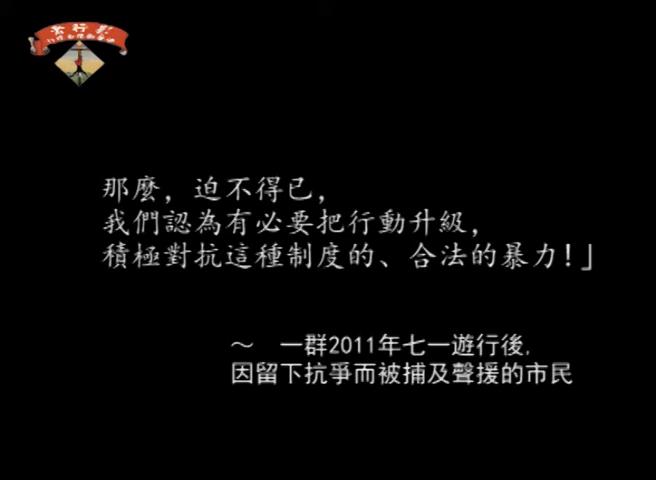 影行者
那麼，迫不得已，
我們認為有必要把行動升級，
積極對抗這種制度的、合法的暴力！」
～　一群2011年七一遊行後，
因留下抗爭而被捕及聲援的市民